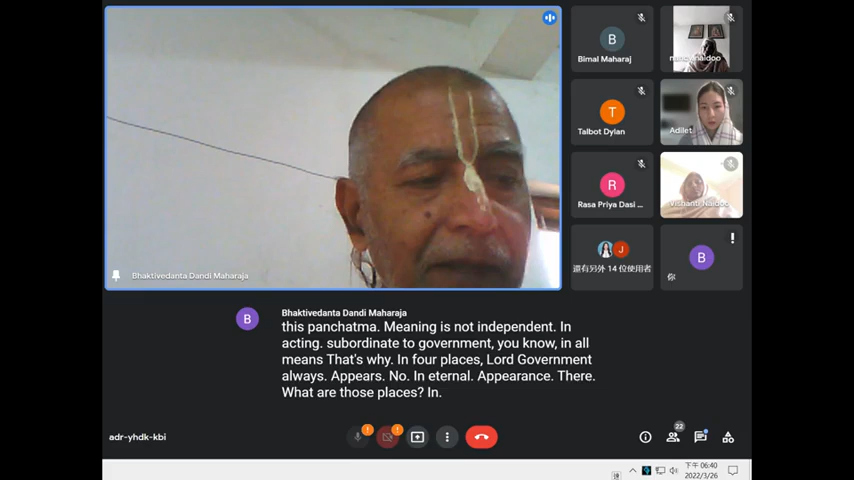 B
Bimal Maharaj
nancy naidoo
T
Talbot Dylan
Adilet
R
Rasa Priya Dasi ...
Vishanti Naidoo
J
還有另外 14 位使用者
B
你
Bhaktivedanta Dandi Maharaja
B
Bhaktivedanta Dandi Maharaja
this panchatma. Meaning is not independent. In
acting. subordinate to government, you know, in all
means That's why. In four places, Lord Government
always. Appears. No. In eternal. Appearance. There.
What are those places? In.
adr-yhdk-kbi
22
下午 06:40
2022/3/26